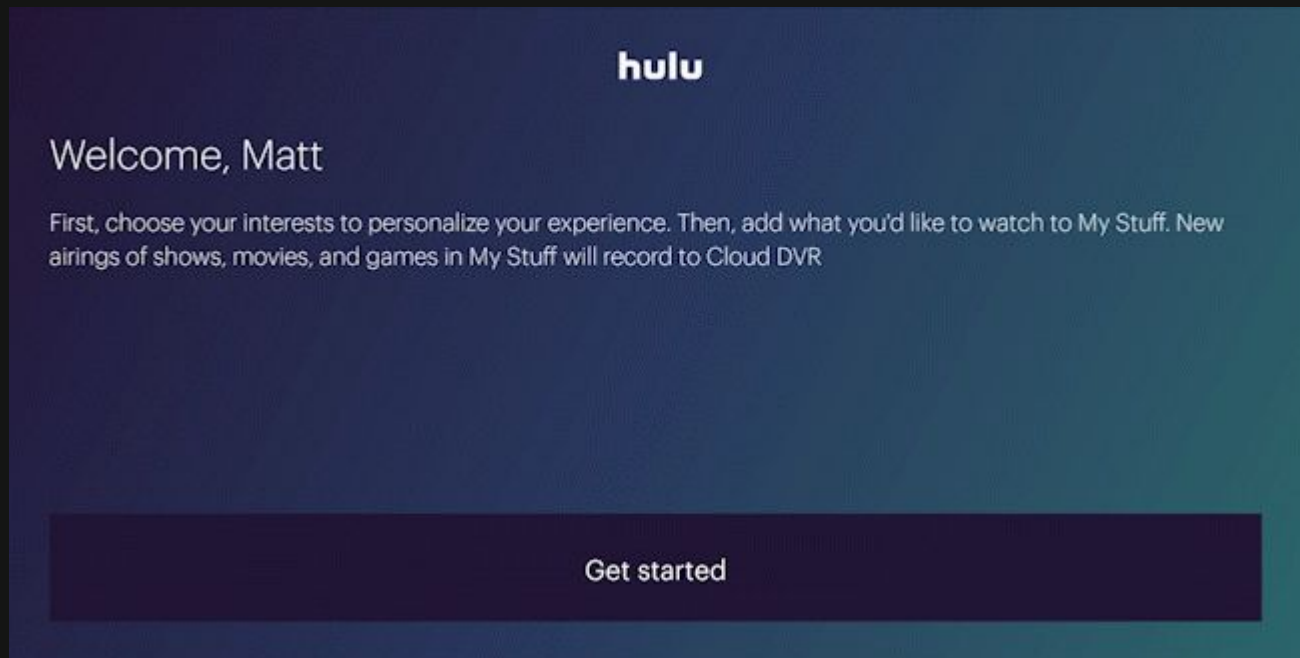 hulu
Welcome, Matt
First, choose your interests to personalize your experience. Then, add what you'd like to watch to My Stuff. New
airings of shows, movies, and games in My Stuff will record to Cloud DVR
Get started